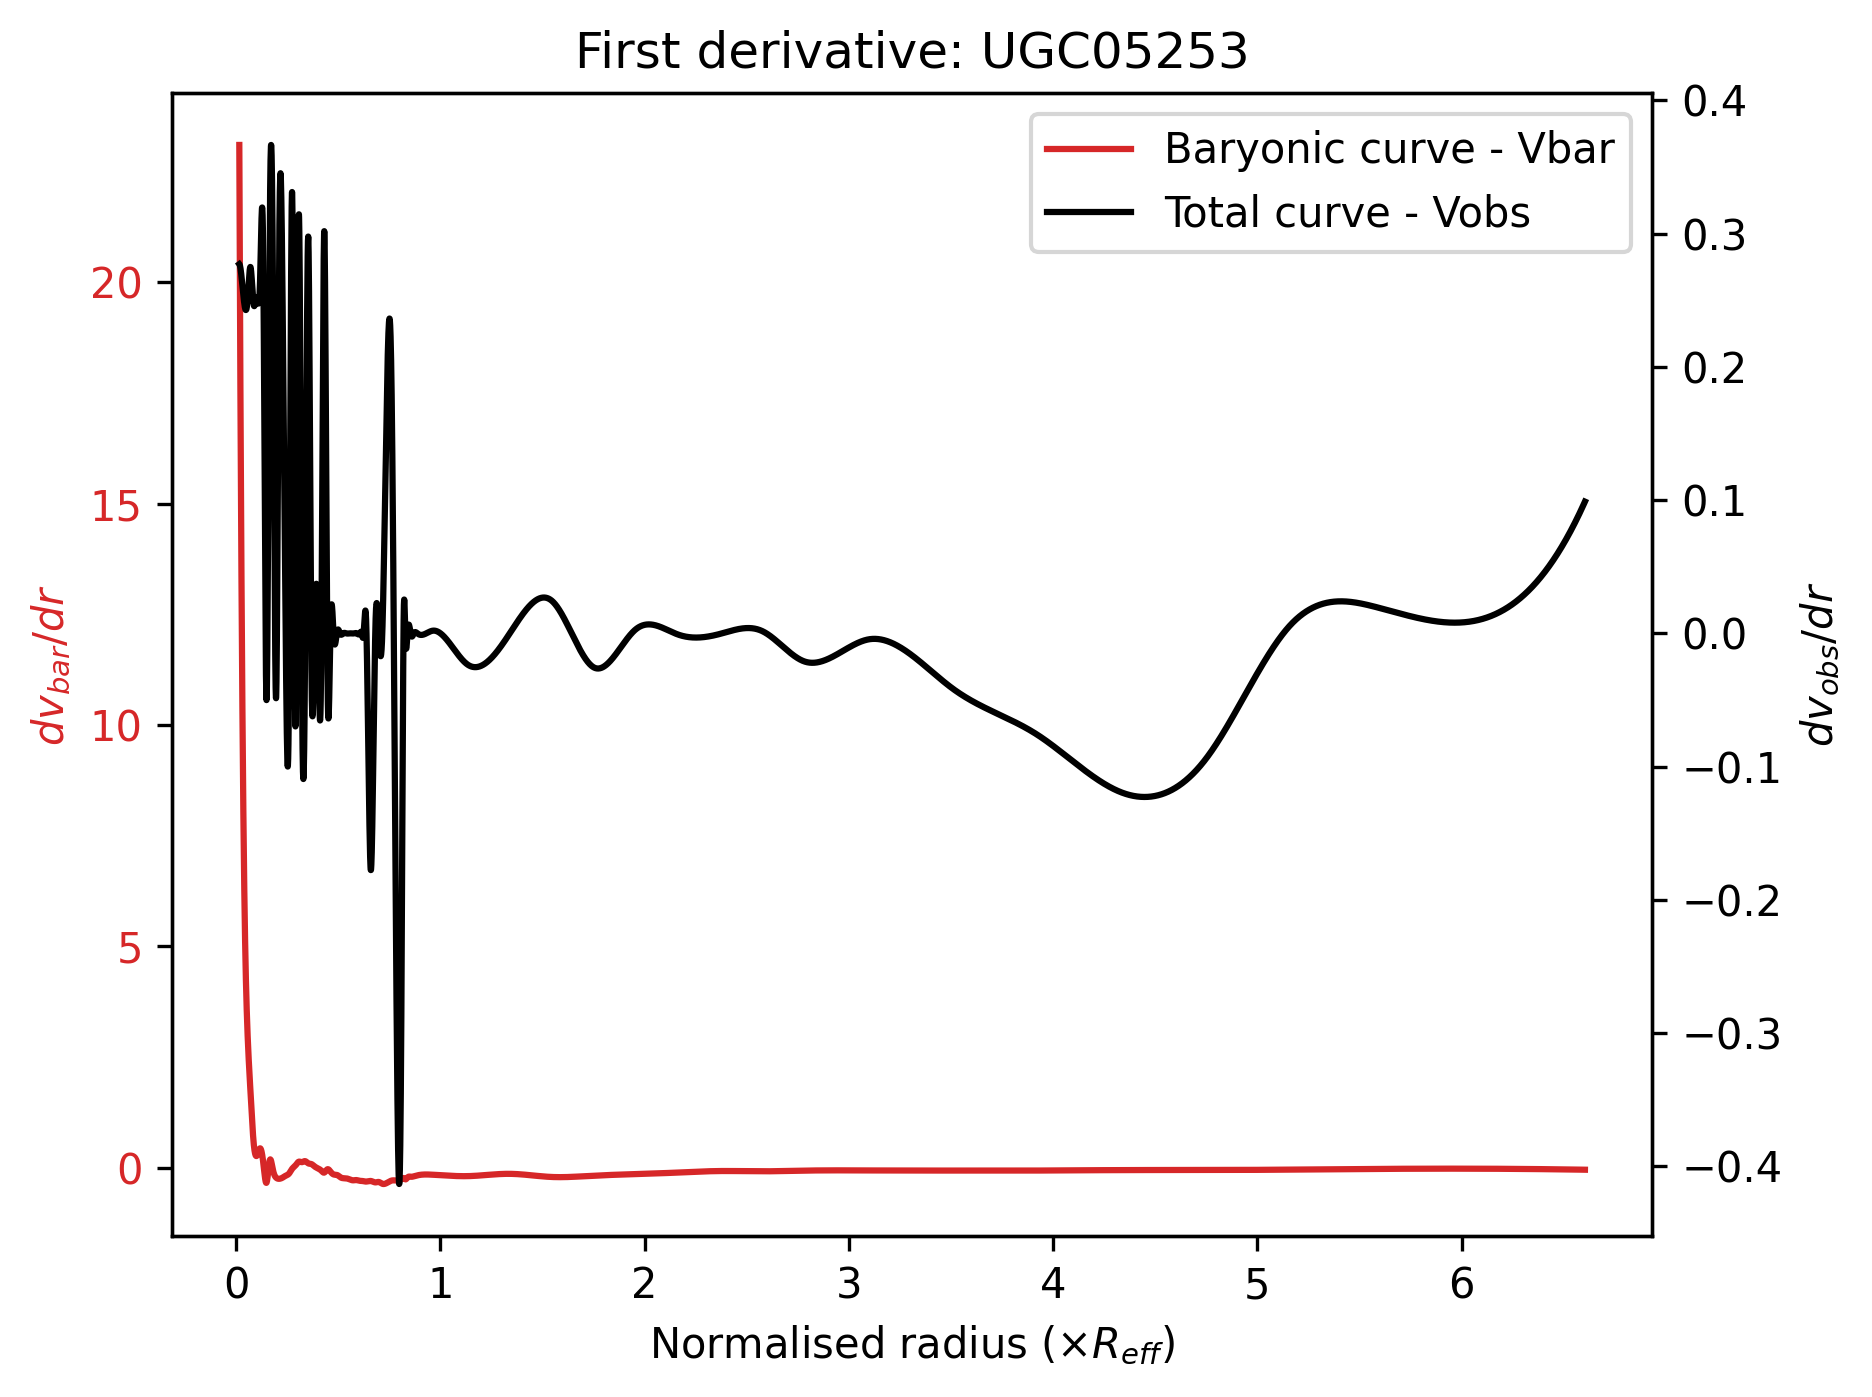 First derivative: UGC05253
Baryonic curve - Vbar
Total curve - Vobs
20
15
10
5
0
dv_bar/dr
0.4
0.3
0.2
0.1
0.0
−0.1
−0.2
−0.3
−0.4
dv_obs/dr
0 1 2 3 4 5 6
Normalised radius (×R_eff)